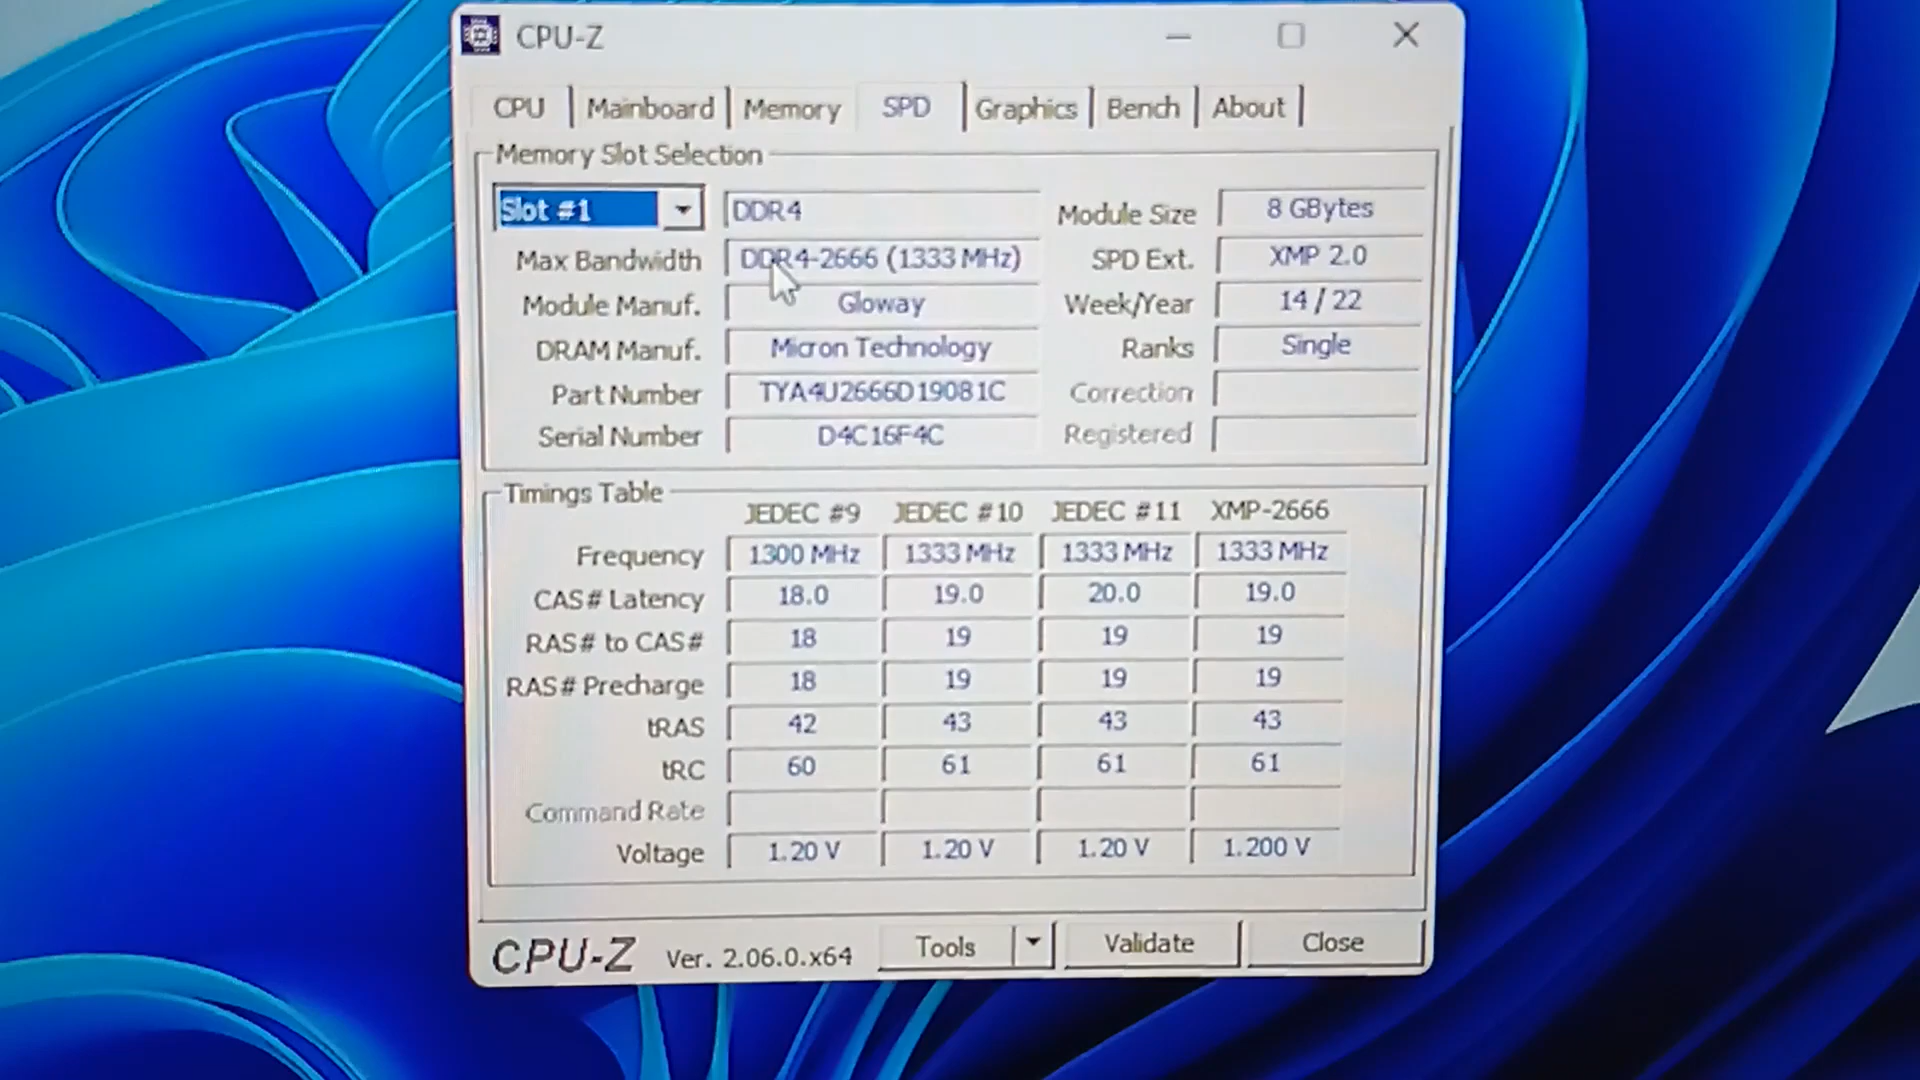 CPU-Z
CPU Mainboard Memory SPD Graphics Bench About
Memory Slot Selection
Slot #1 DDR4 Module Size 8 GBytes
Max Bandwidth DDR4-2666 (1333 MHz) SPD Ext. XMP 2.0
Module Manuf. Gloway Week/Year 14 / 22
DRAM Manuf. Micron Technology Ranks Single
Part Number TYA4U2666D19081C Correction
Serial Number D4C16F4C Registered
Timings Table
JEDEC #9 JEDEC #10 JEDEC #11 XMP-2666
Frequency 1300 MHz 1333 MHz 1333 MHz 1333 MHz
CAS# Latency 18.0 19.0 20.0 19.0
RAS# to CAS# 18 19 19 19
RAS# Precharge 18 19 19 19
tRAS 42 43 43 43
tRC 60 61 61 61
Command Rate
Voltage 1.20 V 1.20 V 1.20 V 1.200 V
CPU-Z Ver. 2.06.0.x64 Tools Validate Close